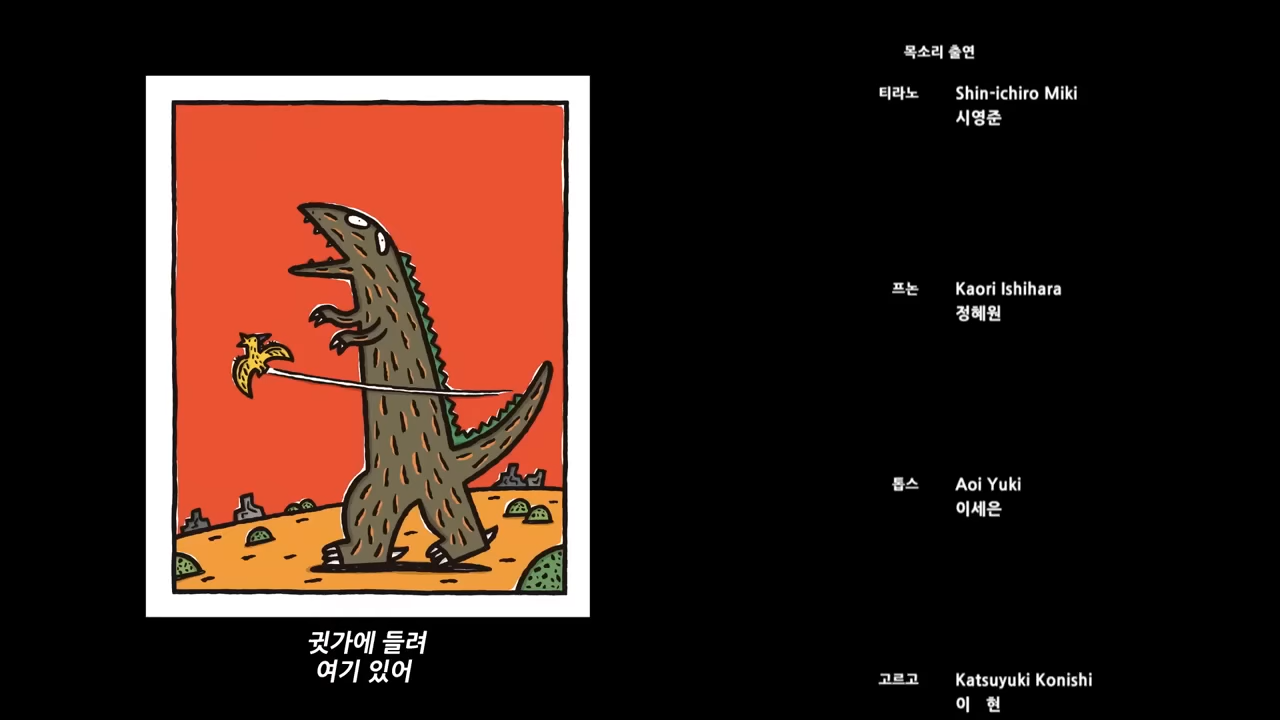 목소리 출연
티라노 Shin-ichiro Miki
시영준
프논 Kaori Ishihara
정혜원
톱스 Aoi Yuki
이세은
고르고 Katsuyuki Konishi
이 현
귓가에 들려
여기 있어